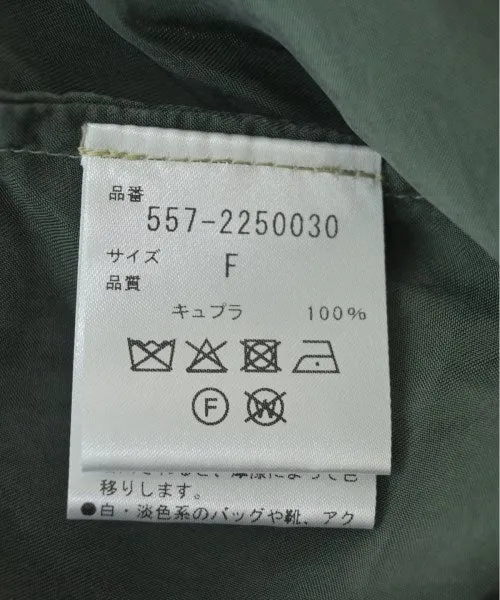 品番
557-2250030
サイズ F
品質
キュプラ 100%
F
W
移りします。
●白・淡色系のバッグや靴、アク